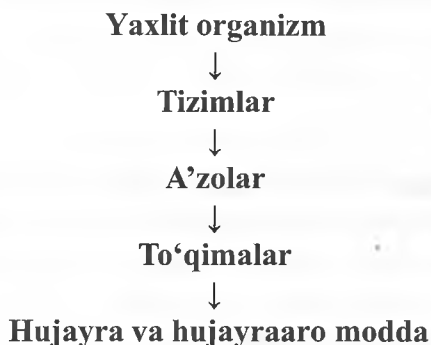 Yaxlit organizm
↓
Tizimlar
↓
A’zolar
↓
To‘qimalar
↓
Hujayra va hujayraaro modda